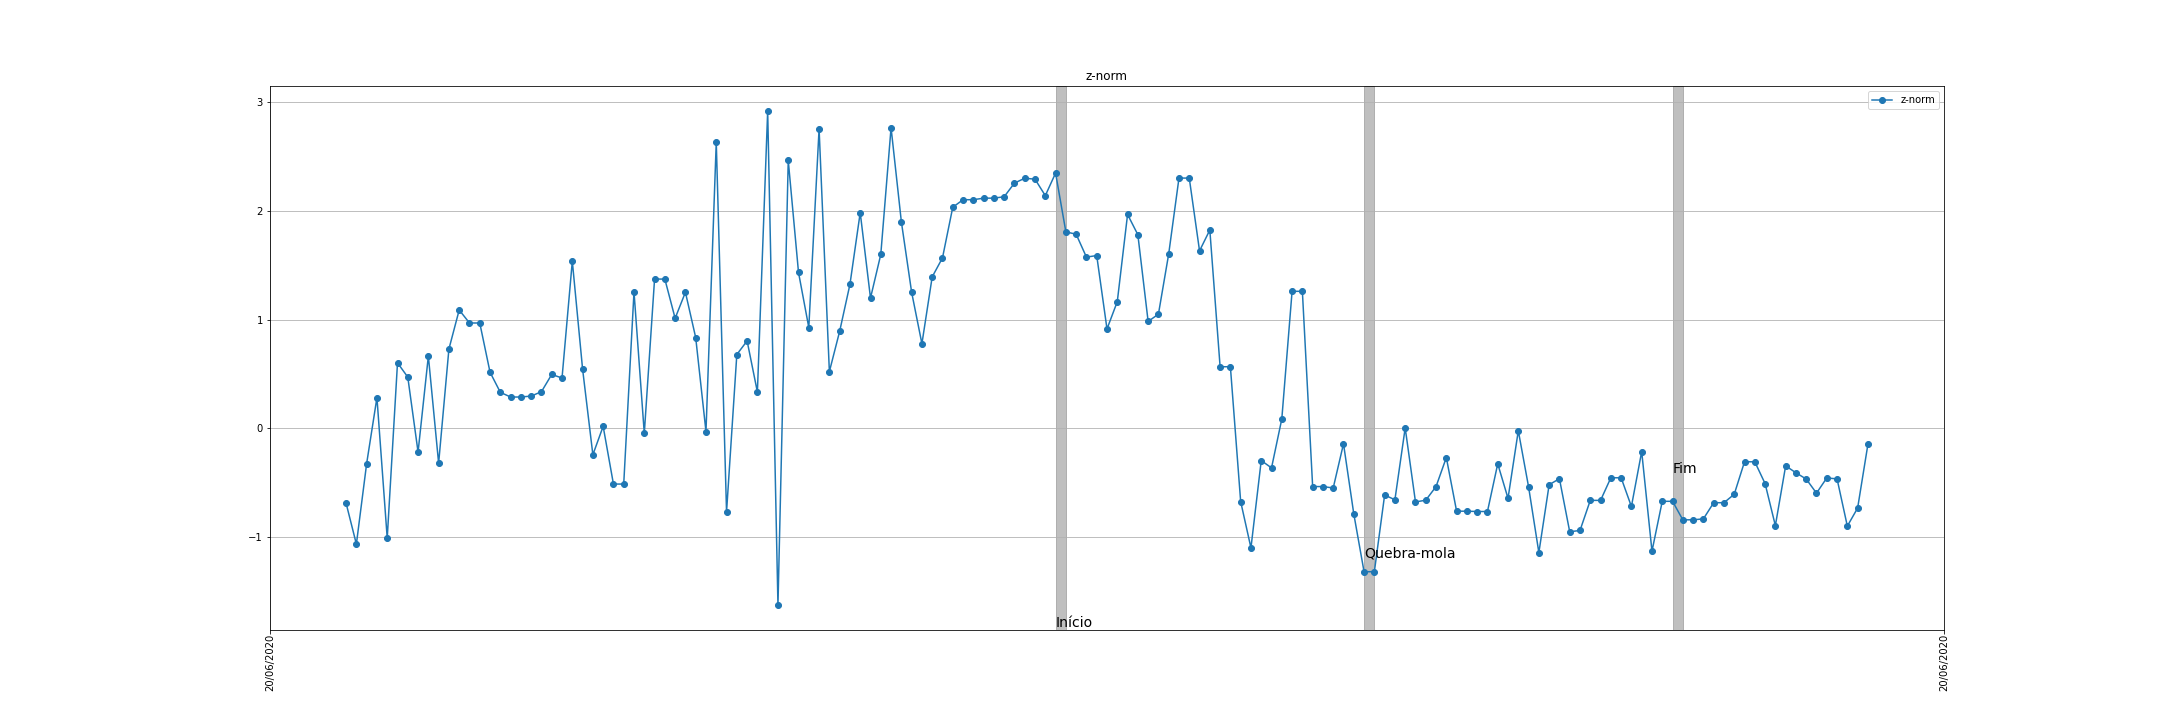 z-norm
z-norm
3
2
1
0
−1
Fim
Quebra-mola
Início
20/06/2020
20/06/2020